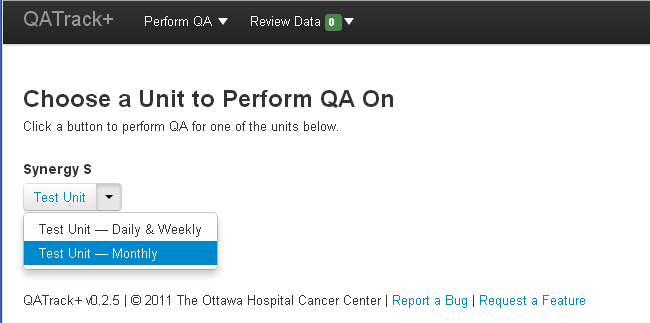 QATrack+ Perform QA Review Data 0
Choose a Unit to Perform QA On
Click a button to perform QA for one of the units below.
Synergy S
Test Unit
Test Unit — Daily & Weekly
Test Unit — Monthly
QATrack+ v0.2.5 | © 2011 The Ottawa Hospital Cancer Center | Report a Bug | Request a Feature